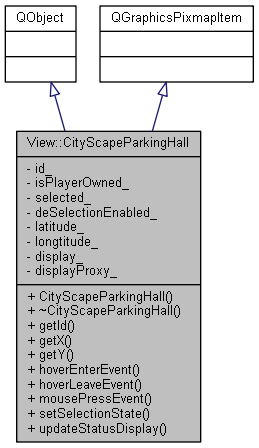 QObject
QGraphicsPixmapItem
View::CityScapeParkingHall
- id_
- isPlayerOwned_
- selected_
- deSelectionEnabled_
- latitude_
- longtitude_
- display_
- displayProxy_
+ CityScapeParkingHall()
+ ~CityScapeParkingHall()
+ getId()
+ getX()
+ getY()
+ hoverEnterEvent()
+ hoverLeaveEvent()
+ mousePressEvent()
+ setSelectionState()
+ updateStatusDisplay()